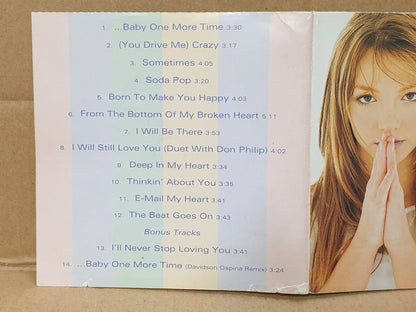 1. ...Baby One More Time 3:30
2. (You Drive Me) Crazy 3:17
3. Sometimes 4:05
4. Soda Pop 3:20
5. Born To Make You Happy 4:03
6. From The Bottom Of My Broken Heart 5:11
7. I Will Be There 3:53
8. I Will Still Love You (Duet With Don Philip) 4:02
9. Deep In My Heart 3:34
10. Thinkin' About You 3:35
11. E-Mail My Heart 3:41
12. The Beat Goes On 3:43
Bonus Tracks
13. I'll Never Stop Loving You 3:41
14. ...Baby One More Time (Davidson Ospina Remix) 3:24